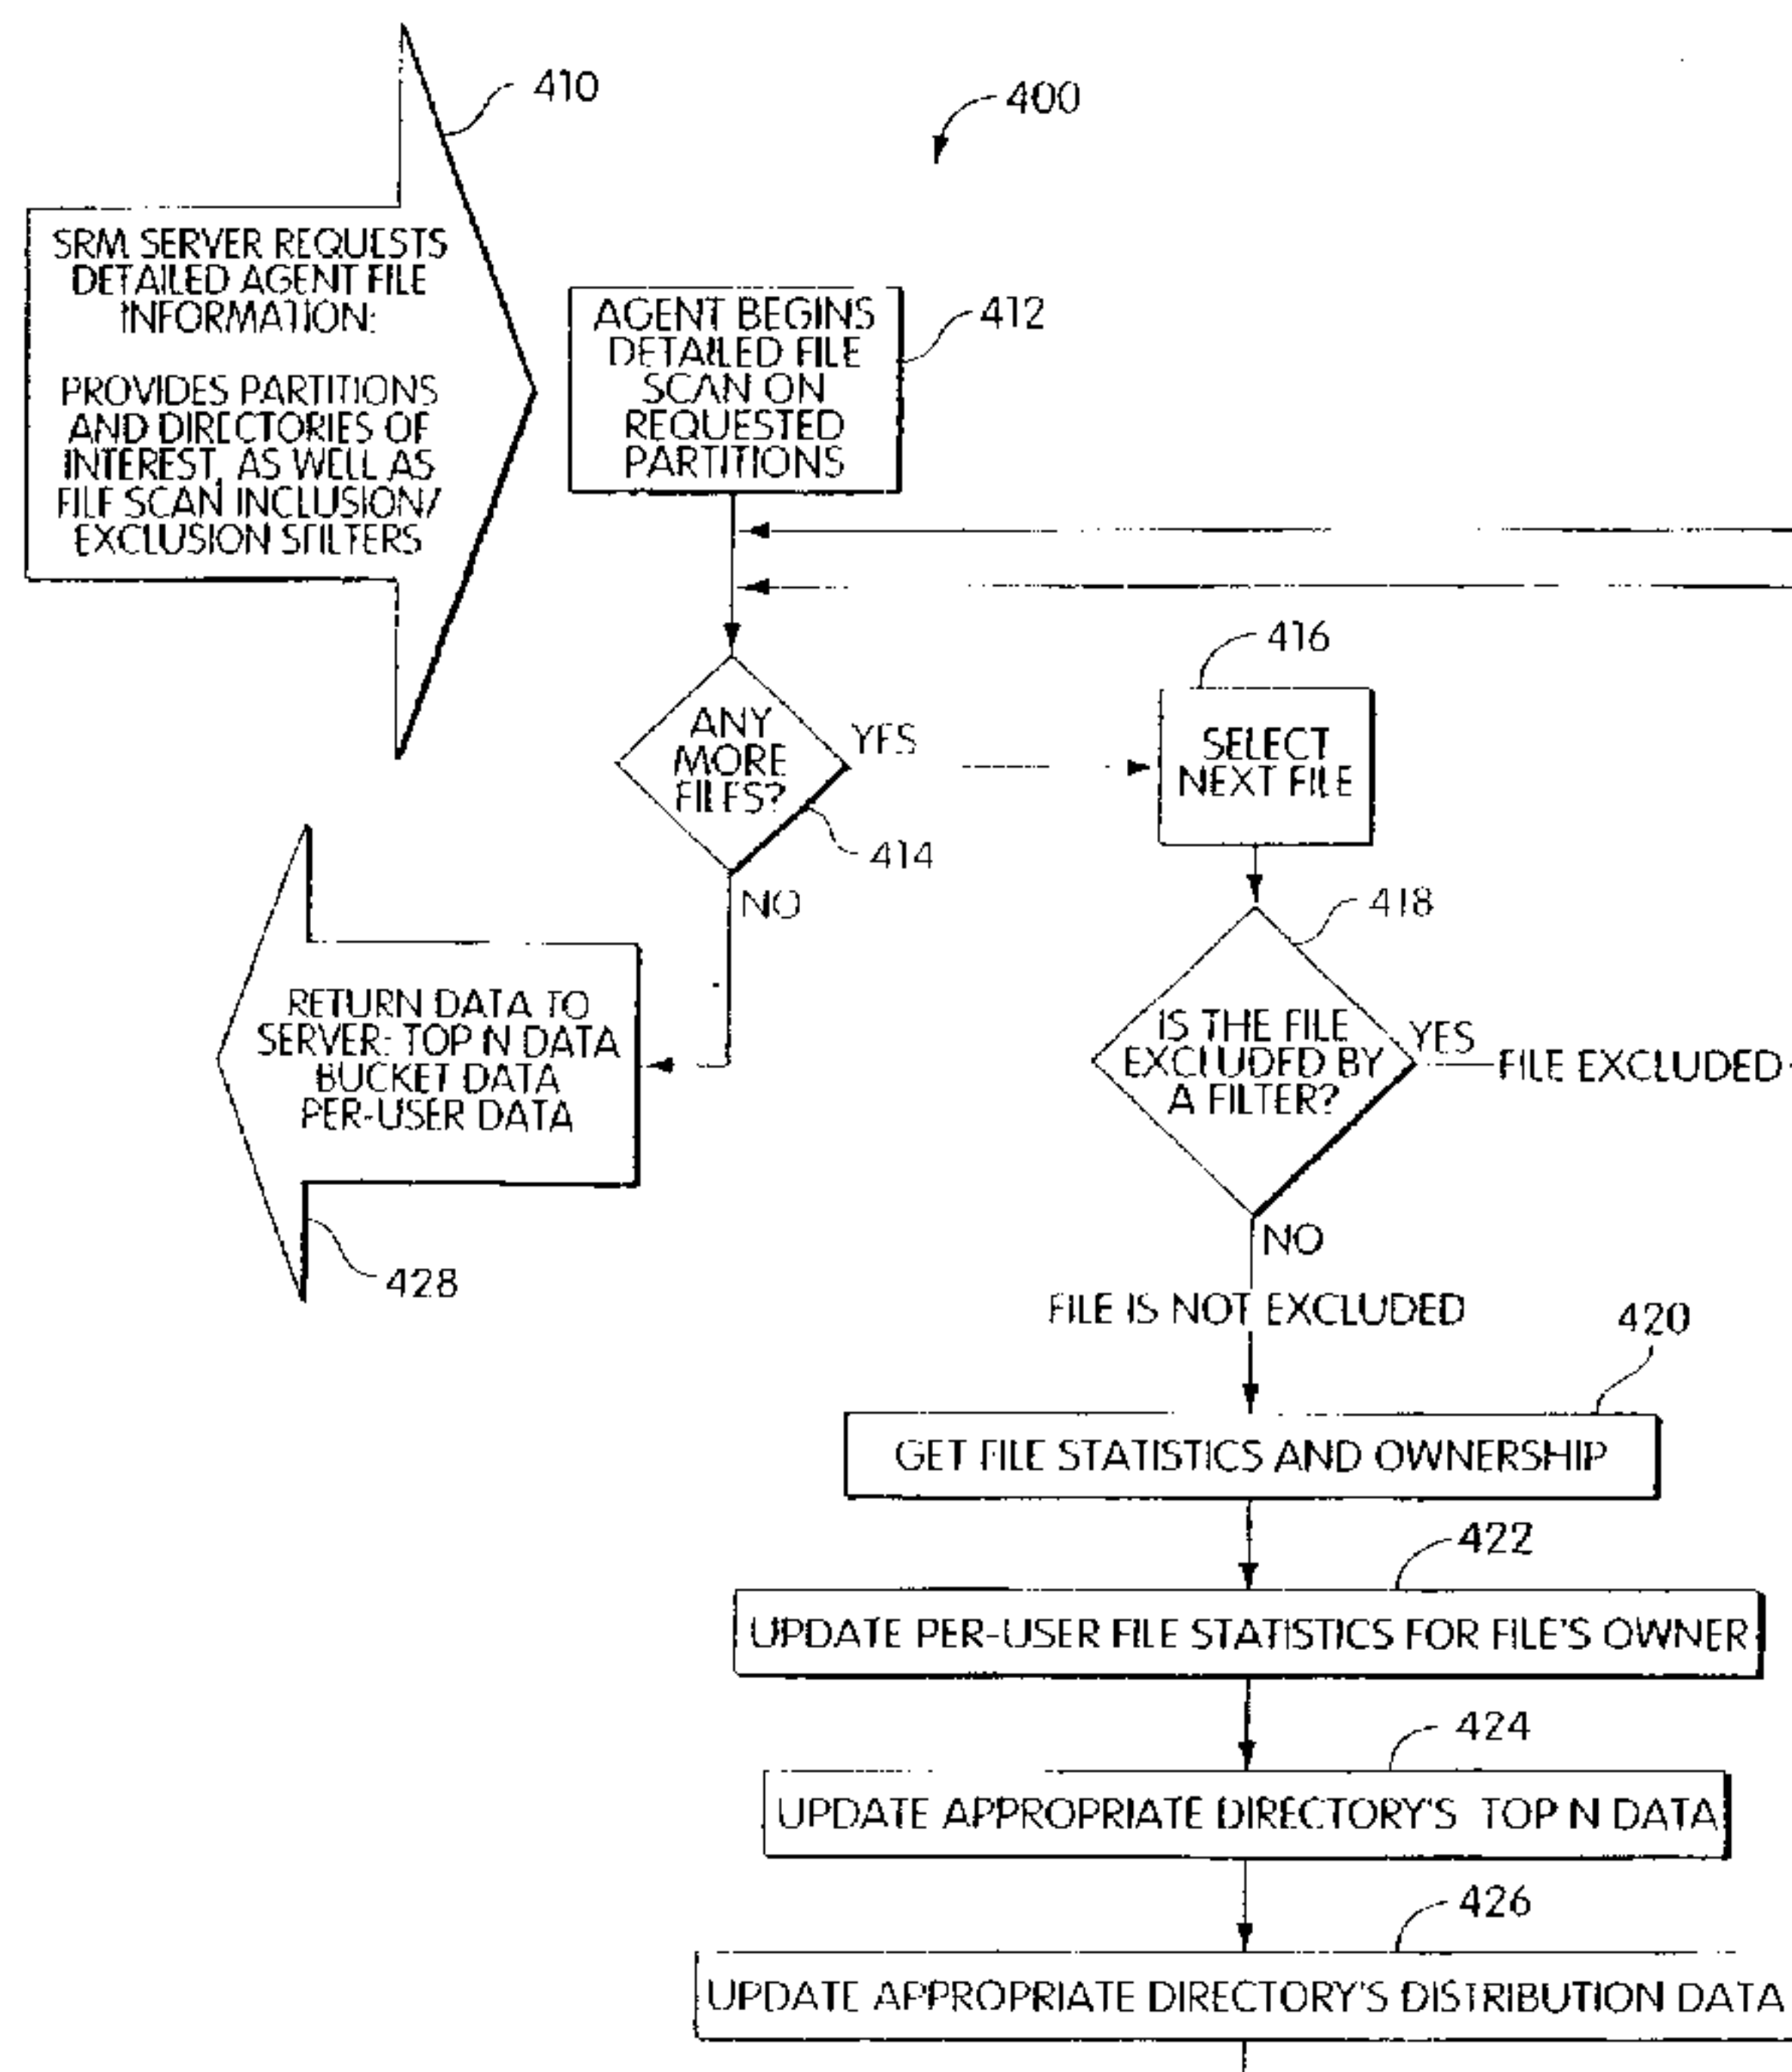 410
400
SRM SERVER REQUESTS
DETAILED AGENT FILE
INFORMATION:
PROVIDES PARTITIONS
AND DIRECTORIES OF
INTEREST, AS WELL AS
FILE SCAN INCLUSION/
EXCLUSION SFILTERS
AGENT BEGINS
DETAILED FILE
SCAN ON
REQUESTED
PARTITIONS
412
ANY
MORE
FILES?
YES
414
NO
416
SELECT
NEXT FILE
418
IS THE FILE
EXCLUDED BY
A FILTER?
YES
FILE EXCLUDED
NO
RETURN DATA TO
SERVER: TOP N DATA
BUCKET DATA
PER-USER DATA
428
FILE IS NOT EXCLUDED
420
GET FILE STATISTICS AND OWNERSHIP
422
UPDATE PER-USER FILE STATISTICS FOR FILE'S OWNER
424
UPDATE APPROPRIATE DIRECTORY'S TOP N DATA
426
UPDATE APPROPRIATE DIRECTORY'S DISTRIBUTION DATA